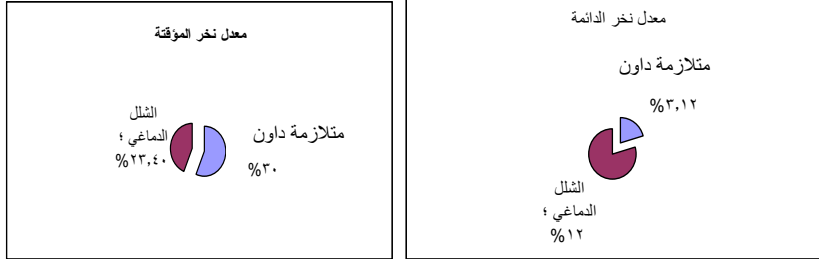 معدل نخر الدائمة
متلازمة داون
%٣,١٢
الشلل
الدماغي ؛
%١٢
معدل نخر المؤقتة
متلازمة داون
%٣٠
الشلل
الدماغي ؛
%٢٣,٤٠